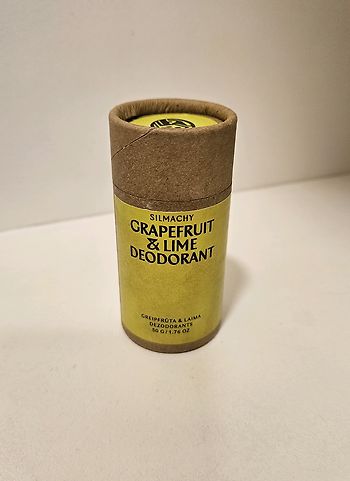 SILMACHY
GRAPEFRUIT
& LIME
DEODORANT
GREIPFRŪTA & LAIMA
DEZODORANTS
50 G / 1.76 OZ